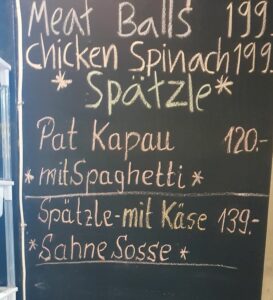 Meat Balls 199.
chicken Spinach 199
* Spätzle *
Pat Kapau 120.-
* mit Spaghetti *
Spätzle-mit Käse 139.-
* Sahne Sosse *